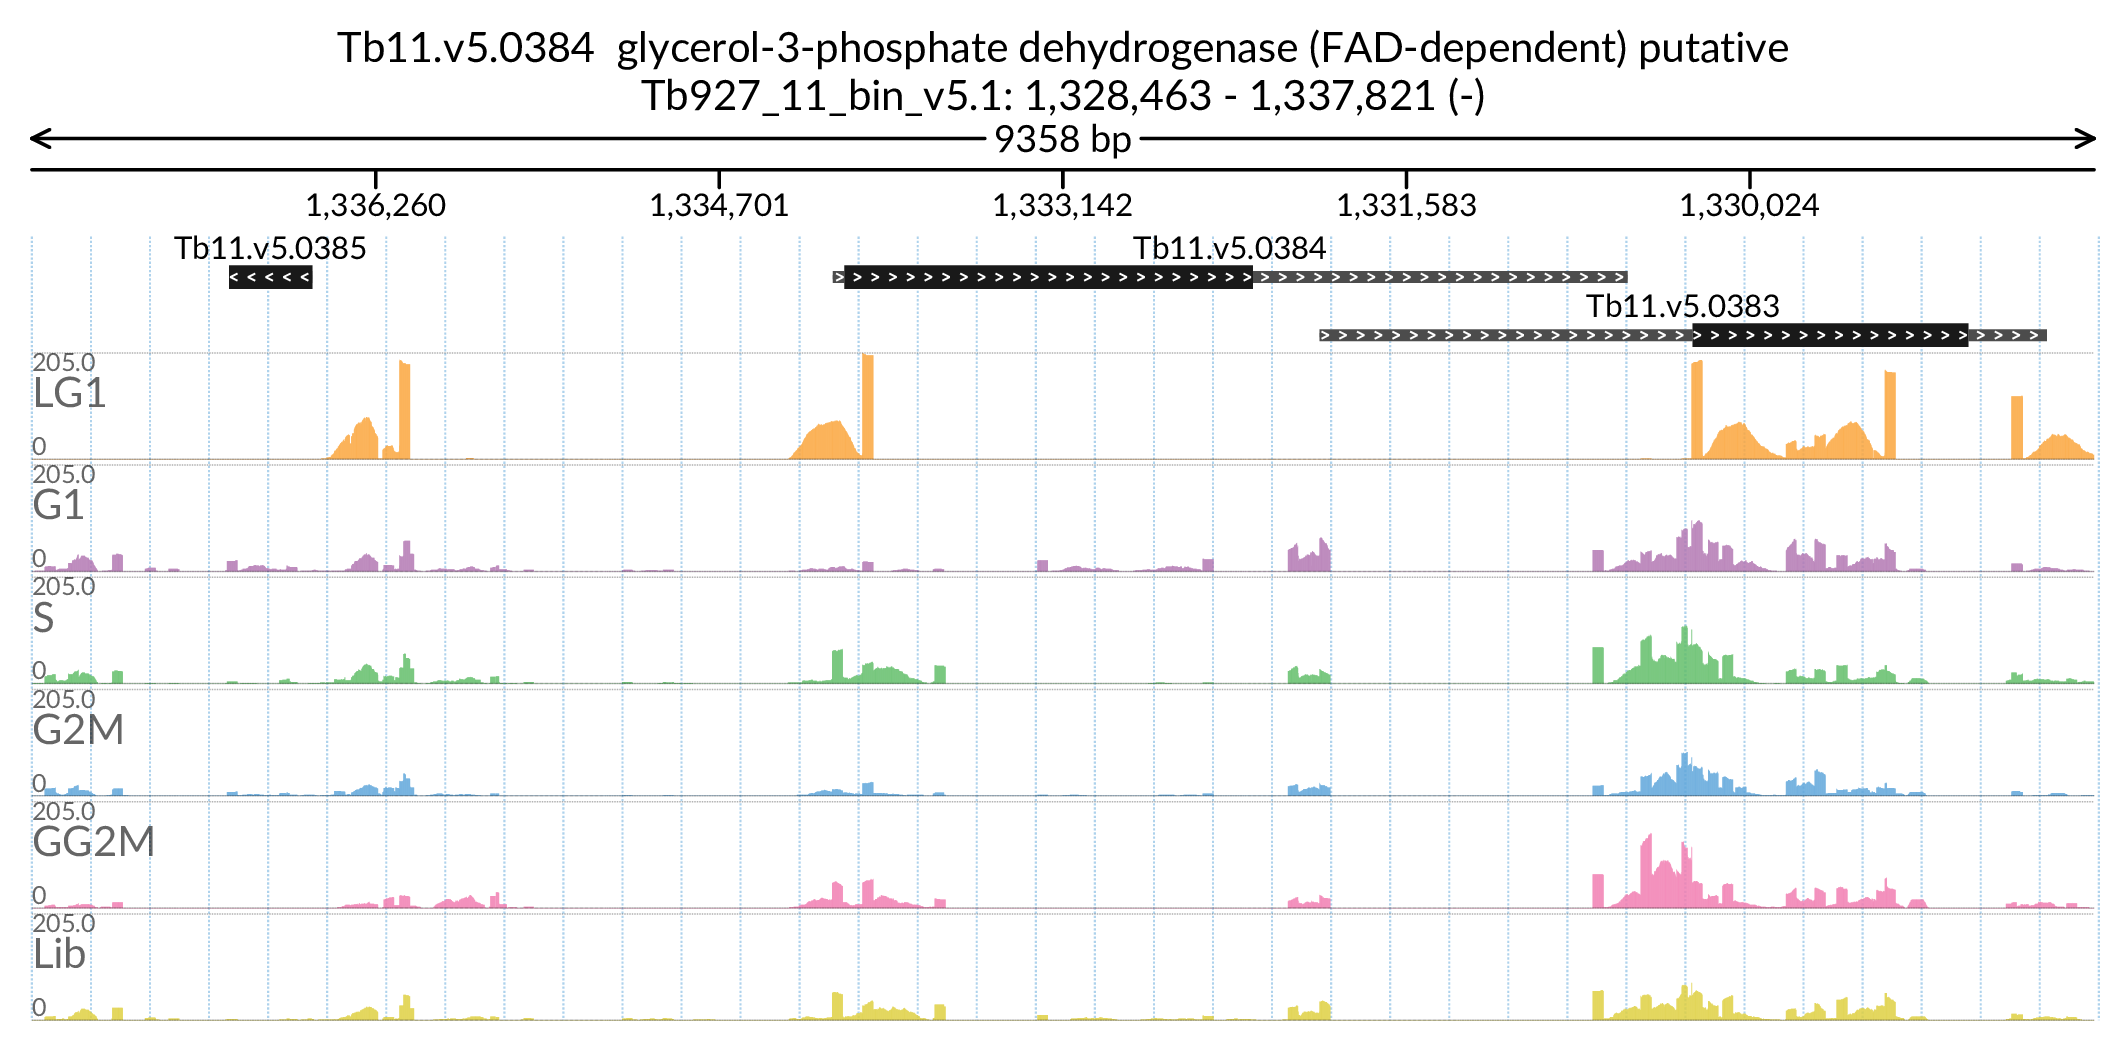 Tb11.v5.0384  glycerol-3-phosphate dehydrogenase (FAD-dependent) putative
Tb927_11_bin_v5.1: 1,328,463 - 1,337,821 (-)
9358 bp
1,336,260 1,334,701 1,333,142 1,331,583 1,330,024
Tb11.v5.0385 Tb11.v5.0384
Tb11.v5.0383
205.0
LG1
0
205.0
G1
0
205.0
S
0
205.0
G2M
0
205.0
GG2M
0
205.0
Lib
0